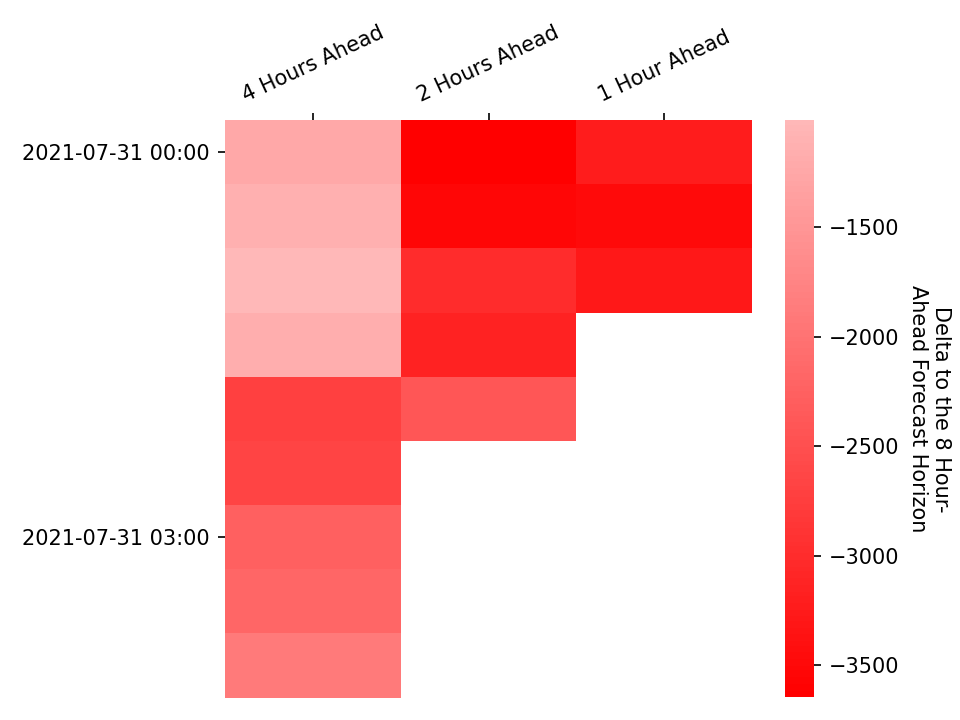 4 Hours Ahead
2 Hours Ahead
1 Hour Ahead
2021-07-31 00:00
2021-07-31 03:00
−1500
−2000
−2500
−3000
−3500
Delta to the 8 Hour-
Ahead Forecast Horizon